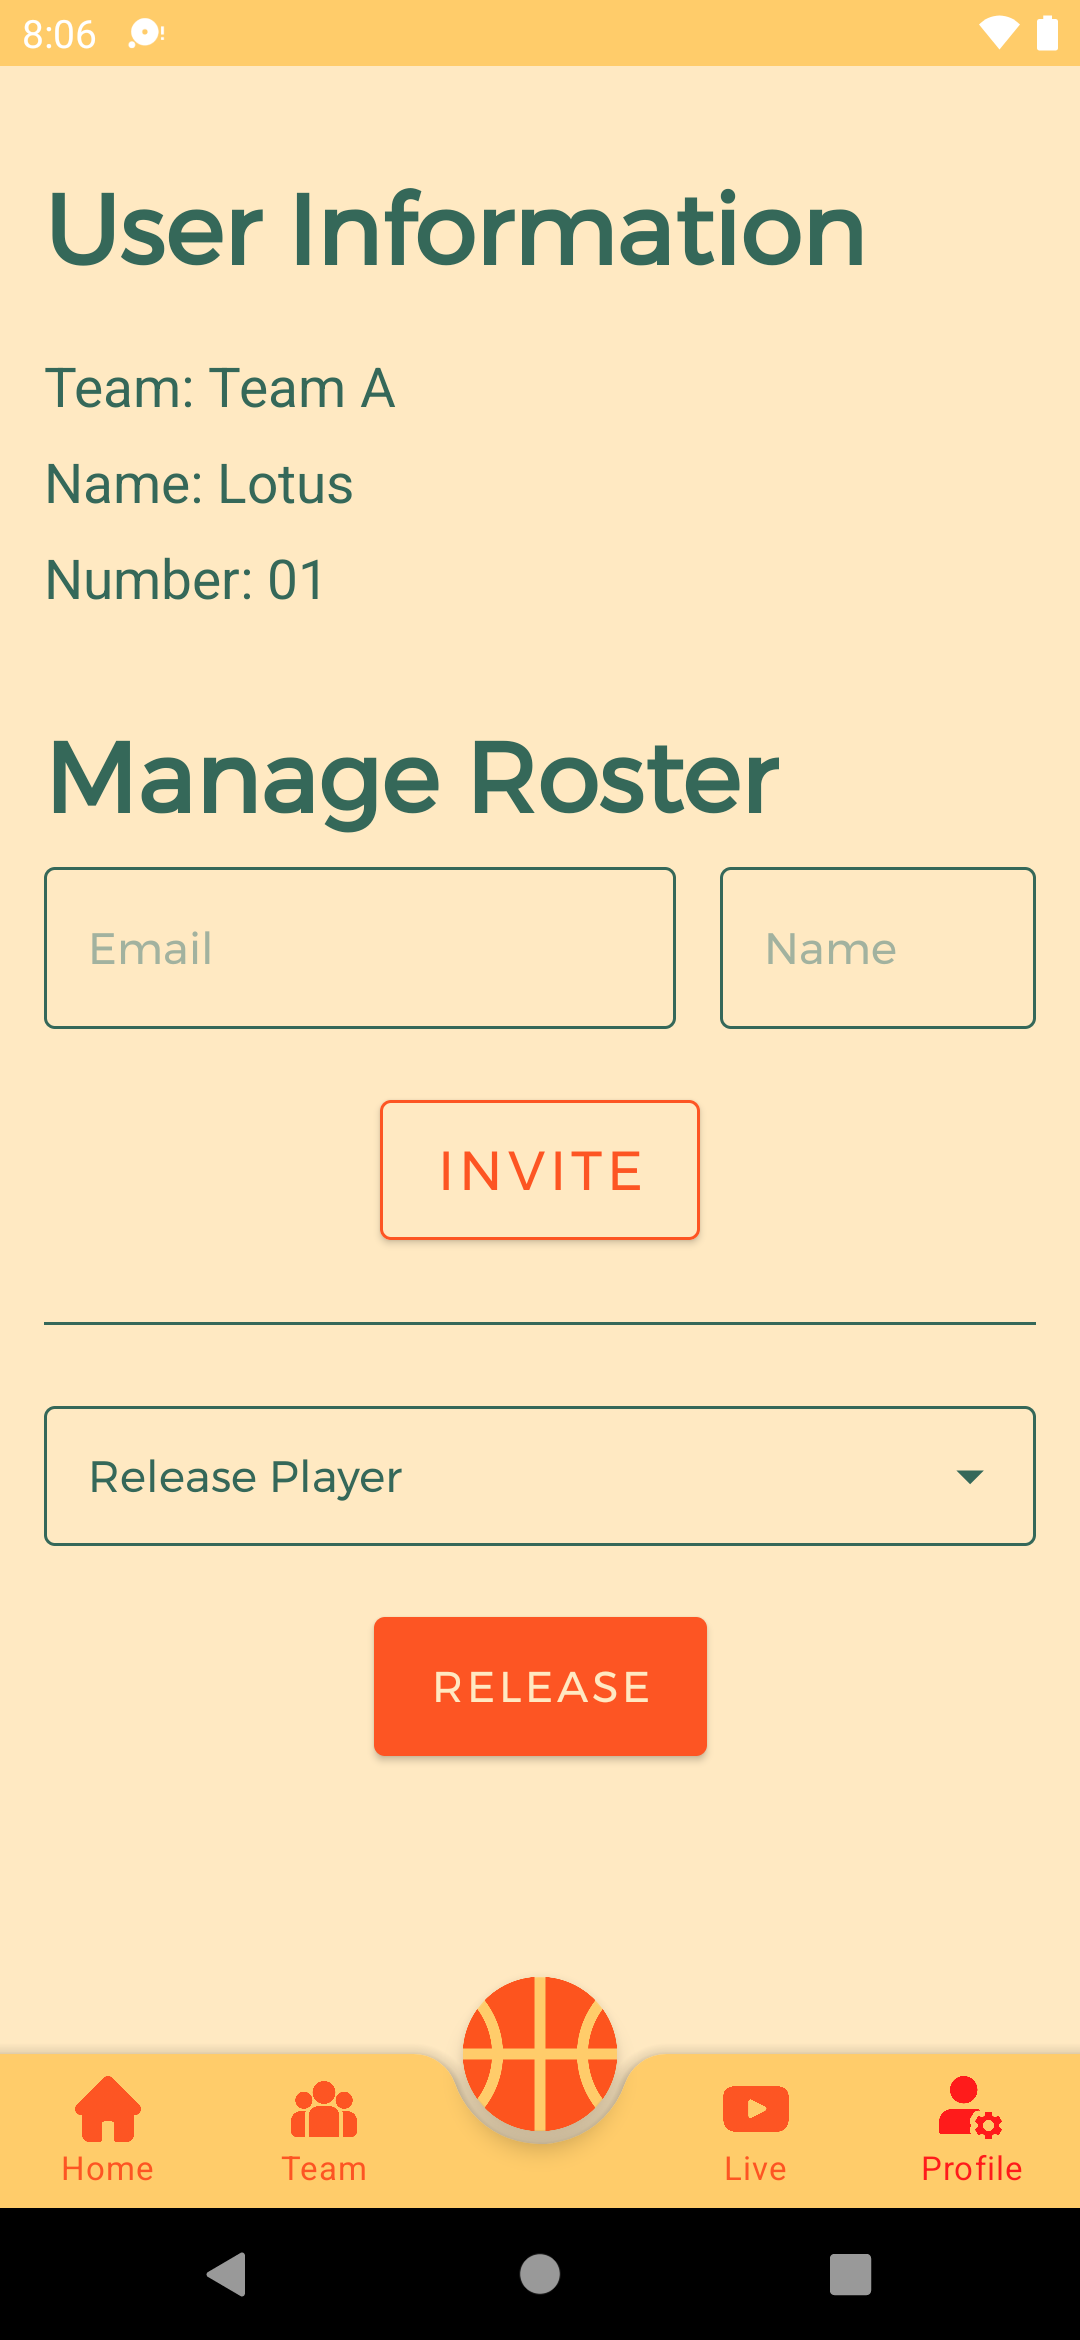 8:06
User Information
Team: Team A
Name: Lotus
Number: 01
Manage Roster
Email Name
INVITE
Release Player
RELEASE
Home Team Live Profile